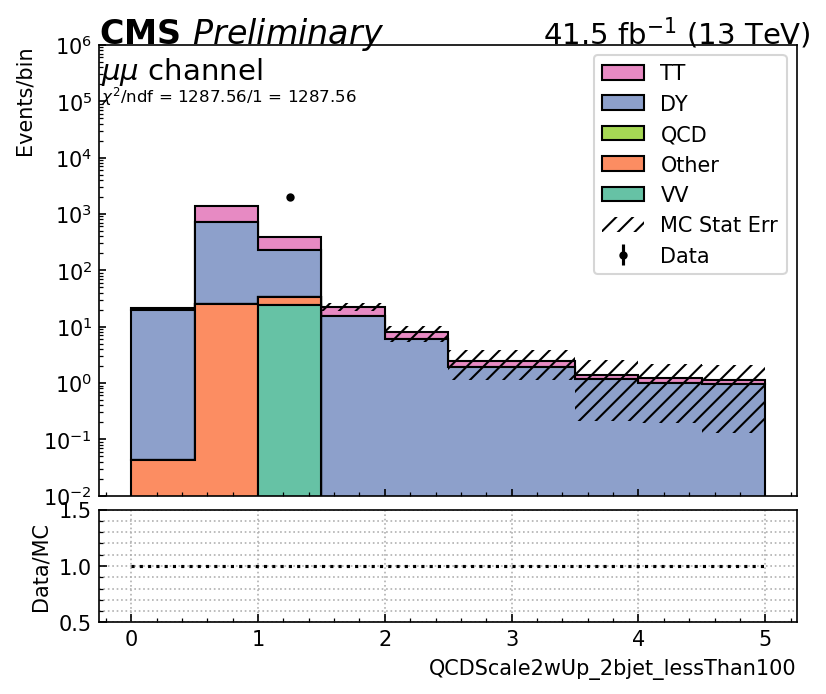 CMS Preliminary 41.5 fb⁻¹ (13 TeV)
μμ channel
χ²/ndf = 1287.56/1 = 1287.56
Events/bin
10⁶
10⁵
10⁴
10³
10²
10¹
10⁰
10⁻¹
10⁻²
TT
DY
QCD
Other
VV
MC Stat Err
Data
Data/MC
1.5
1.0
0.5
0 1 2 3 4 5
QCDScale2wUp_2bjet_lessThan100